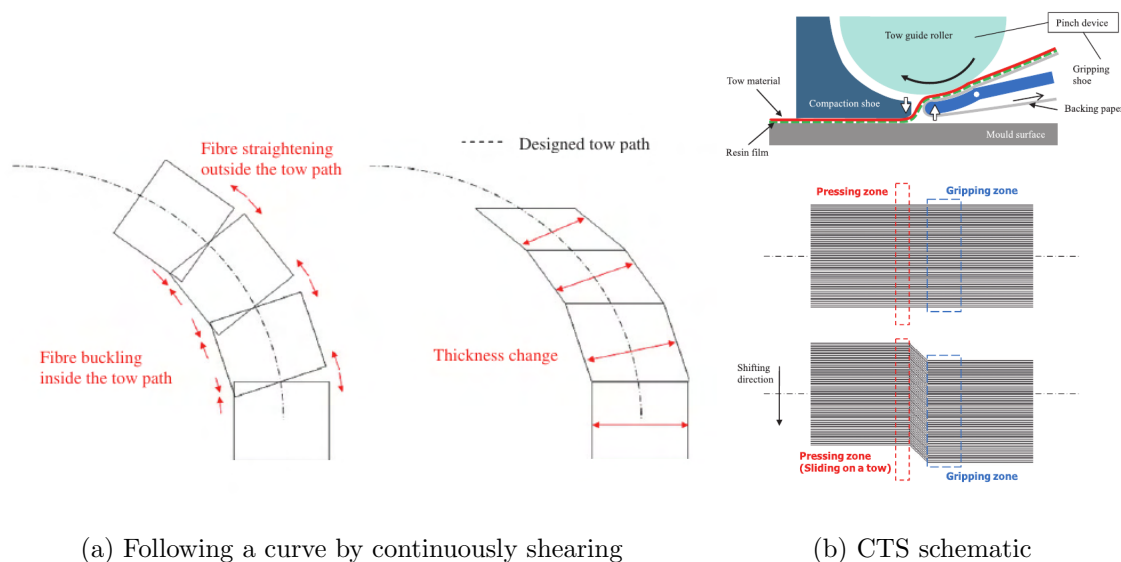 Fibre straightening
outside the tow path
Fibre buckling
inside the tow path
Designed tow path
Thickness change
(a) Following a curve by continuously shearing
Pinch device
Tow guide roller
Gripping
shoe
Tow material
Compaction shoe
Backing paper
Resin film
Mould surface
Pressing zone
Gripping zone
Shifting
direction
Pressing zone
(Sliding on a tow)
Gripping zone
(b) CTS schematic